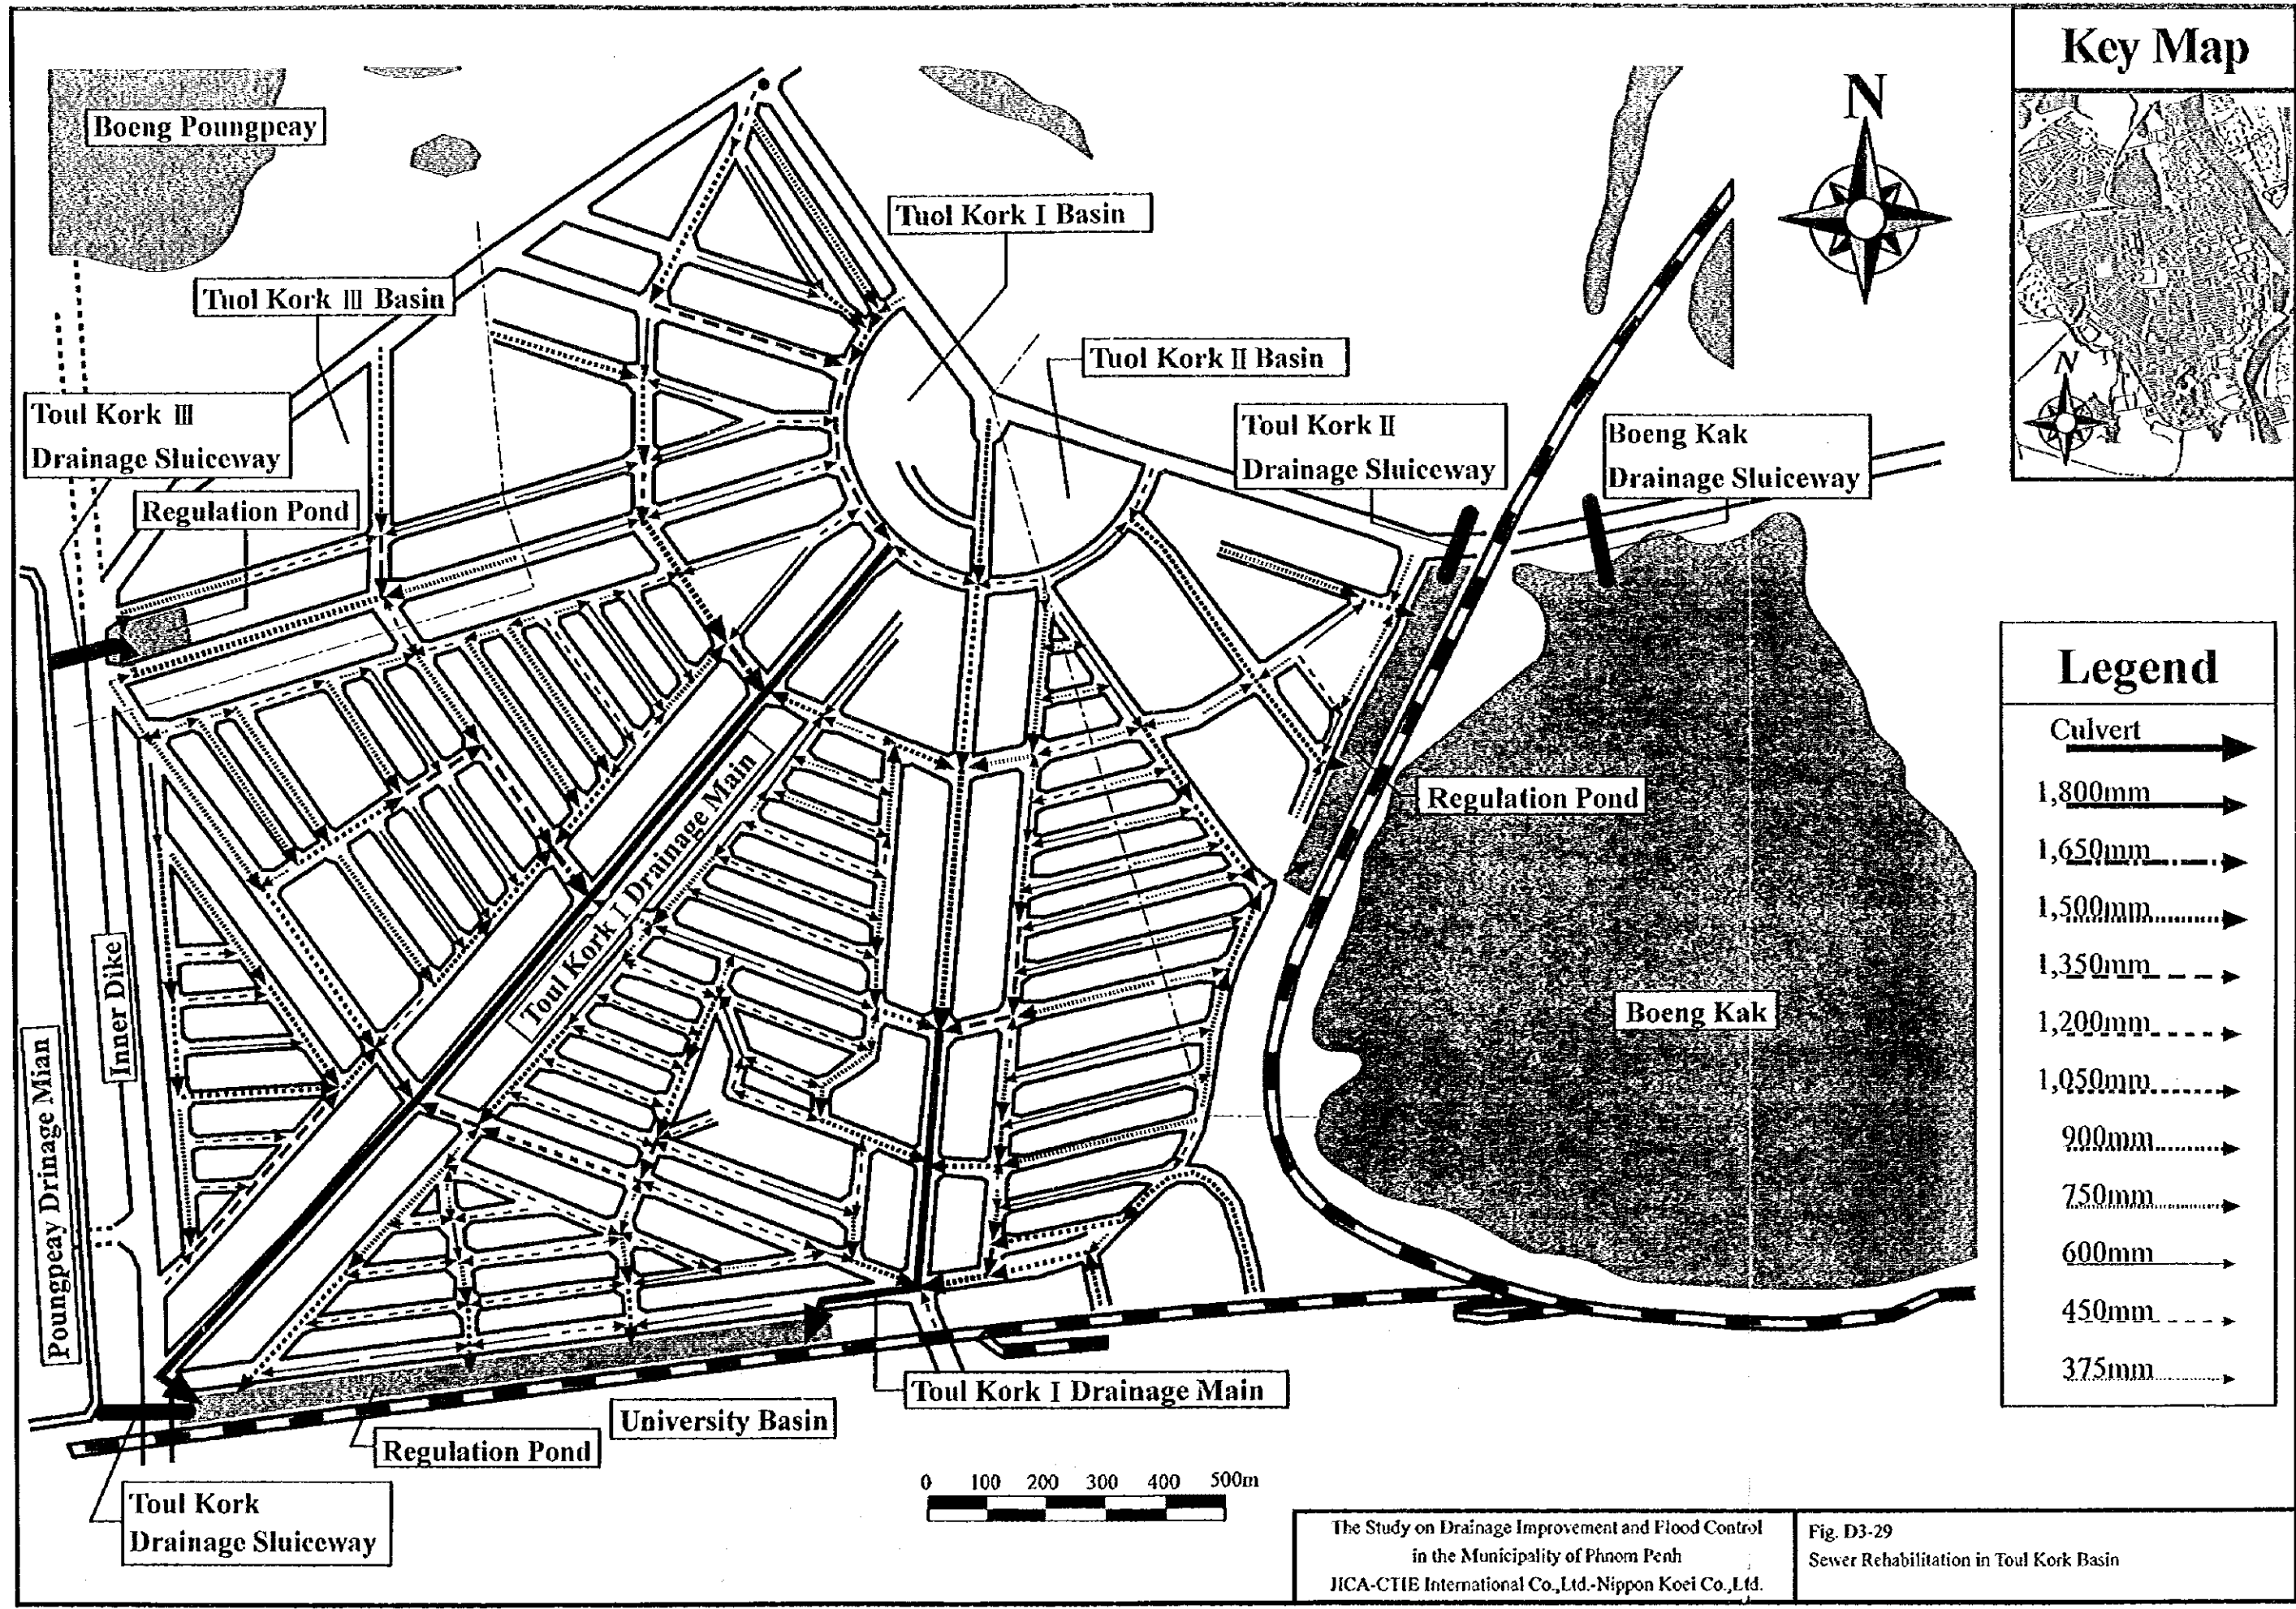 Key Map
N
Boeng Poungpeay
Tuol Kork I Basin
Tuol Kork III Basin
Tuol Kork II Basin
Toul Kork III
Drainage Sluiceway
Toul Kork II
Drainage Sluiceway
Boeng Kak
Drainage Sluiceway
Regulation Pond
N
Legend
Culvert
1,800mm
1,650mm
1,500mm
1,350mm
1,200mm
1,050mm
900mm
750mm
600mm
450mm
375mm
Regulation Pond
Toul Kork I Drainage Main
Inner Dike
Boeng Kak
Poungpeay Drinage Mian
Toul Kork I Drainage Main
University Basin
Regulation Pond
Toul Kork
Drainage Sluiceway
0 100 200 300 400 500m
The Study on Drainage Improvement and Flood Control
in the Municipality of Phnom Penh
JICA-CTIE International Co.,Ltd.-Nippon Koei Co.,Ltd.
Fig. D3-29
Sewer Rehabilitation in Toul Kork Basin